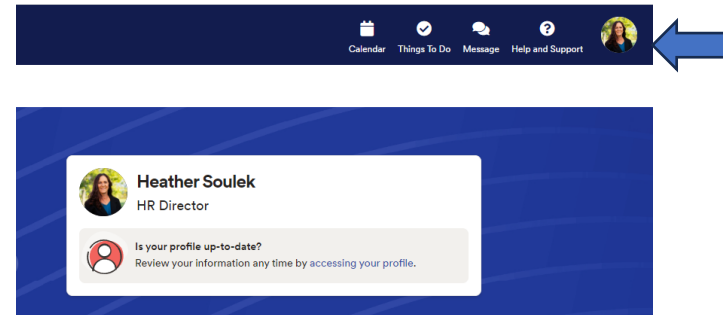 Calendar Things To Do Message Help and Support
Heather Soulek
HR Director
Is your profile up-to-date?
Review your information any time by accessing your profile.